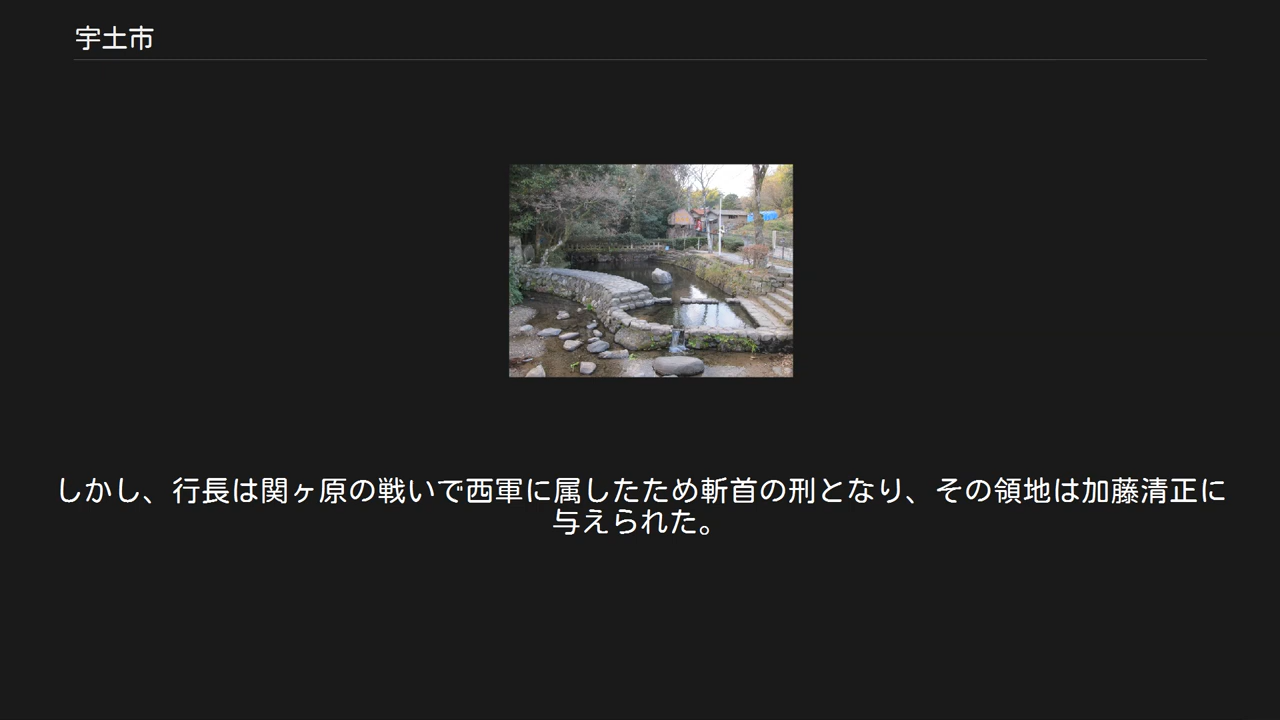 宇土市
しかし、行長は関ヶ原の戦いで西軍に属したため斬首の刑となり、その領地は加藤清正に
与えられた。